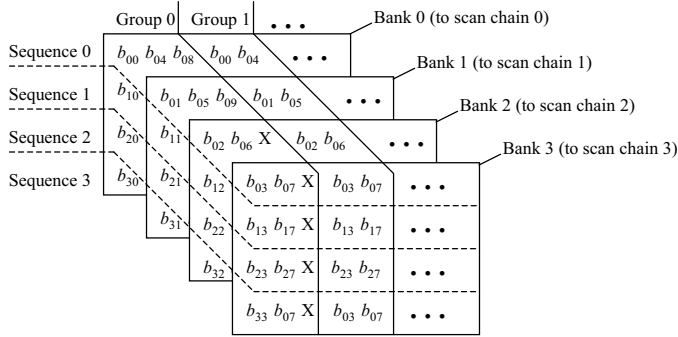 Group 0 Group 1 • • •
Bank 0 (to scan chain 0)
Sequence 0 b00 b04 b08 b00 b04 • • •
Bank 1 (to scan chain 1)
b10 b01 b05 b09 b01 b05 • • •
Sequence 1
Bank 2 (to scan chain 2)
b20 b11 b02 b06 X b02 b06 • • •
Sequence 2
Bank 3 (to scan chain 3)
Sequence 3 b30 b21 b12 b03 b07 X b03 b07 • • •
b31 b22 b13 b17 X b13 b17 • • •
b32 b23 b27 X b23 b27 • • •
b33 b07 X b03 b07 • • •